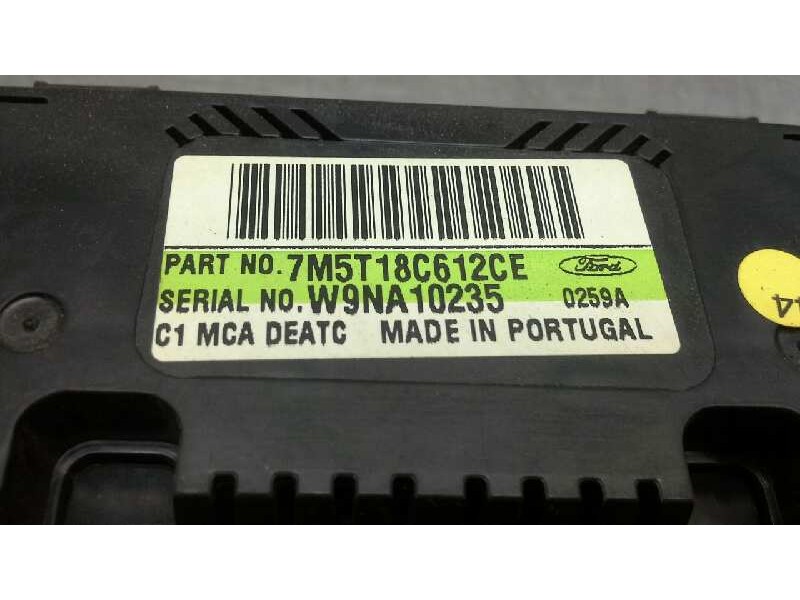 PART NO. 7M5T18C612CE Ford
SERIAL NO. W9NA10235 0259A
C1 MCA DEATC MADE IN PORTUGAL